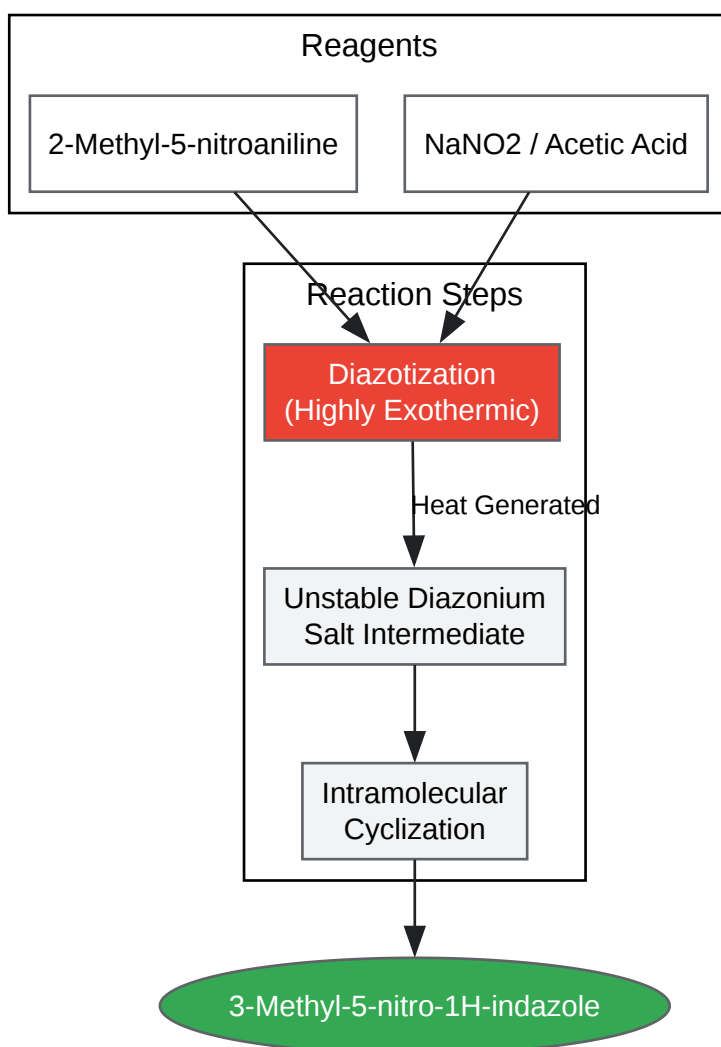 Reagents
2-Methyl-5-nitroaniline
NaNO2 / Acetic Acid
Reaction Steps
Diazotization
(Highly Exothermic)
Heat Generated
Unstable Diazonium
Salt Intermediate
Intramolecular
Cyclization
3-Methyl-5-nitro-1H-indazole